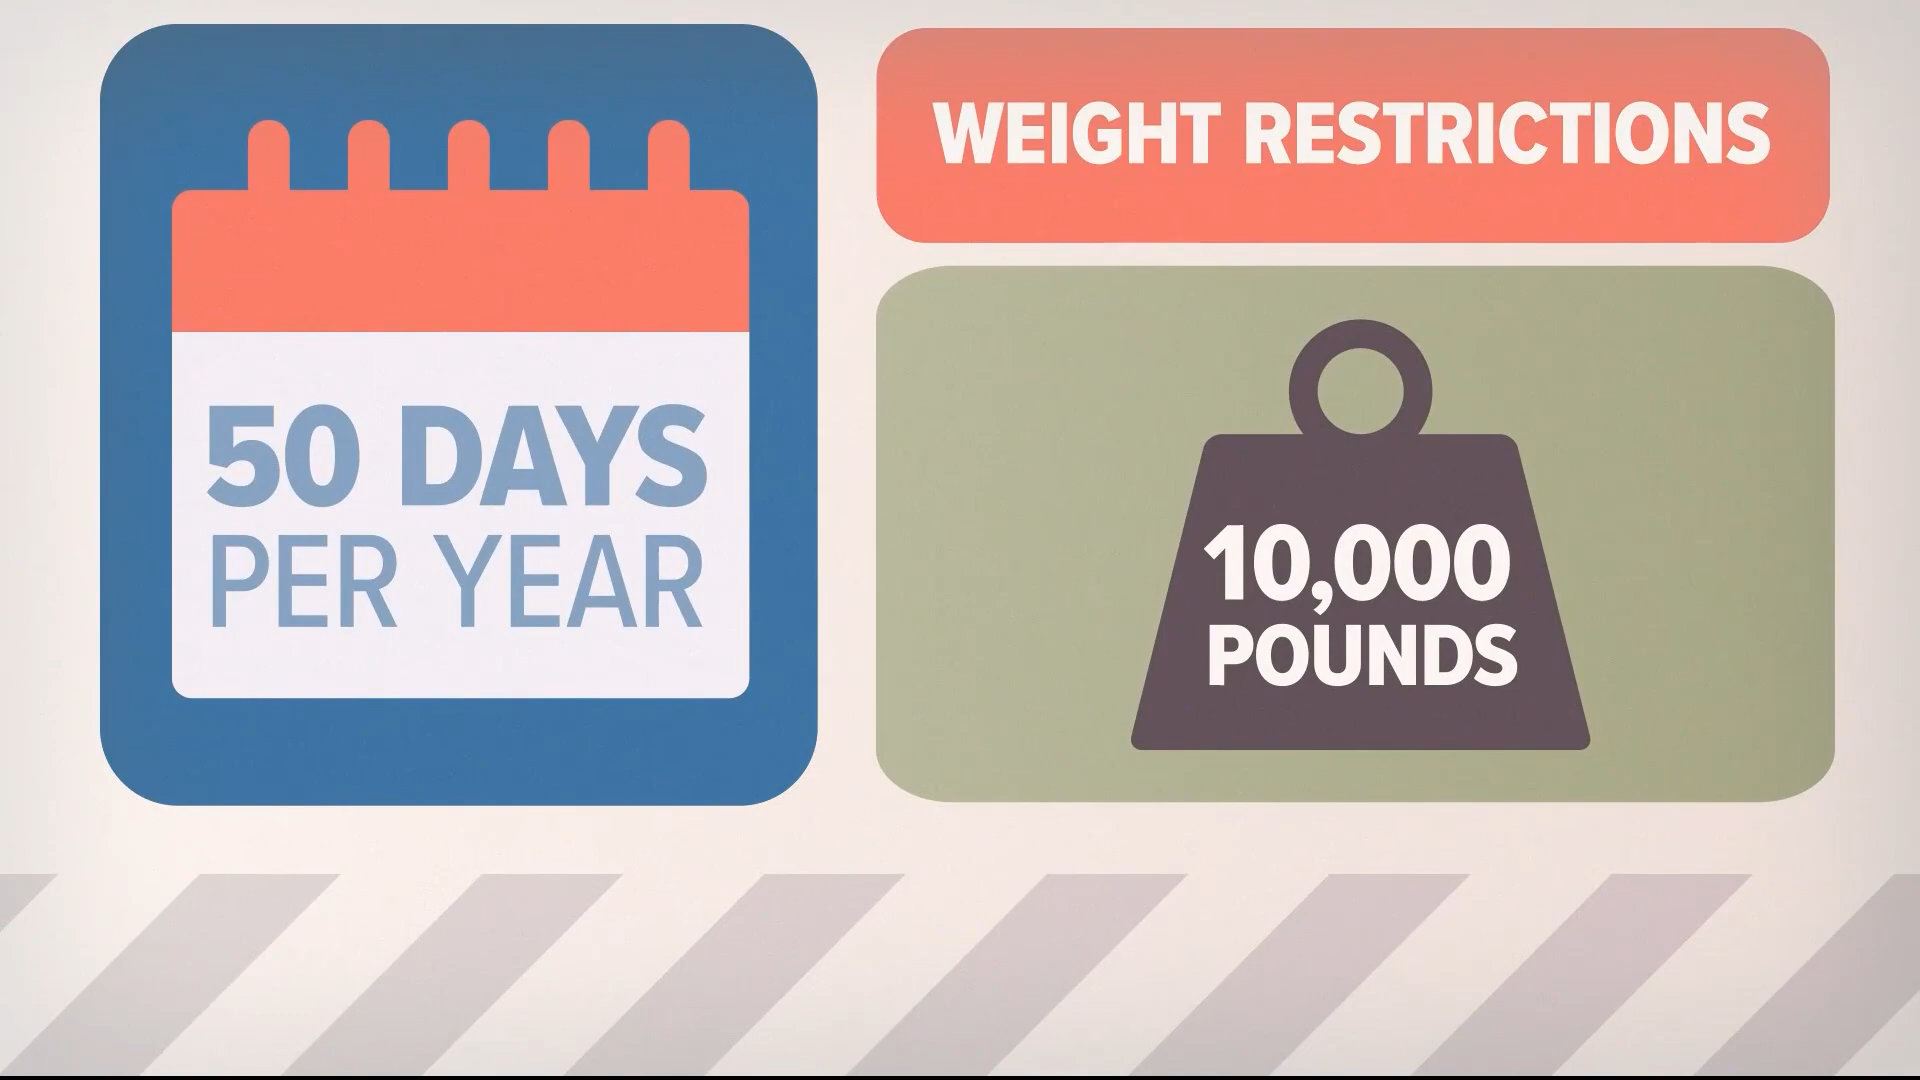 50 DAYS
PER YEAR
WEIGHT RESTRICTIONS
10,000
POUNDS